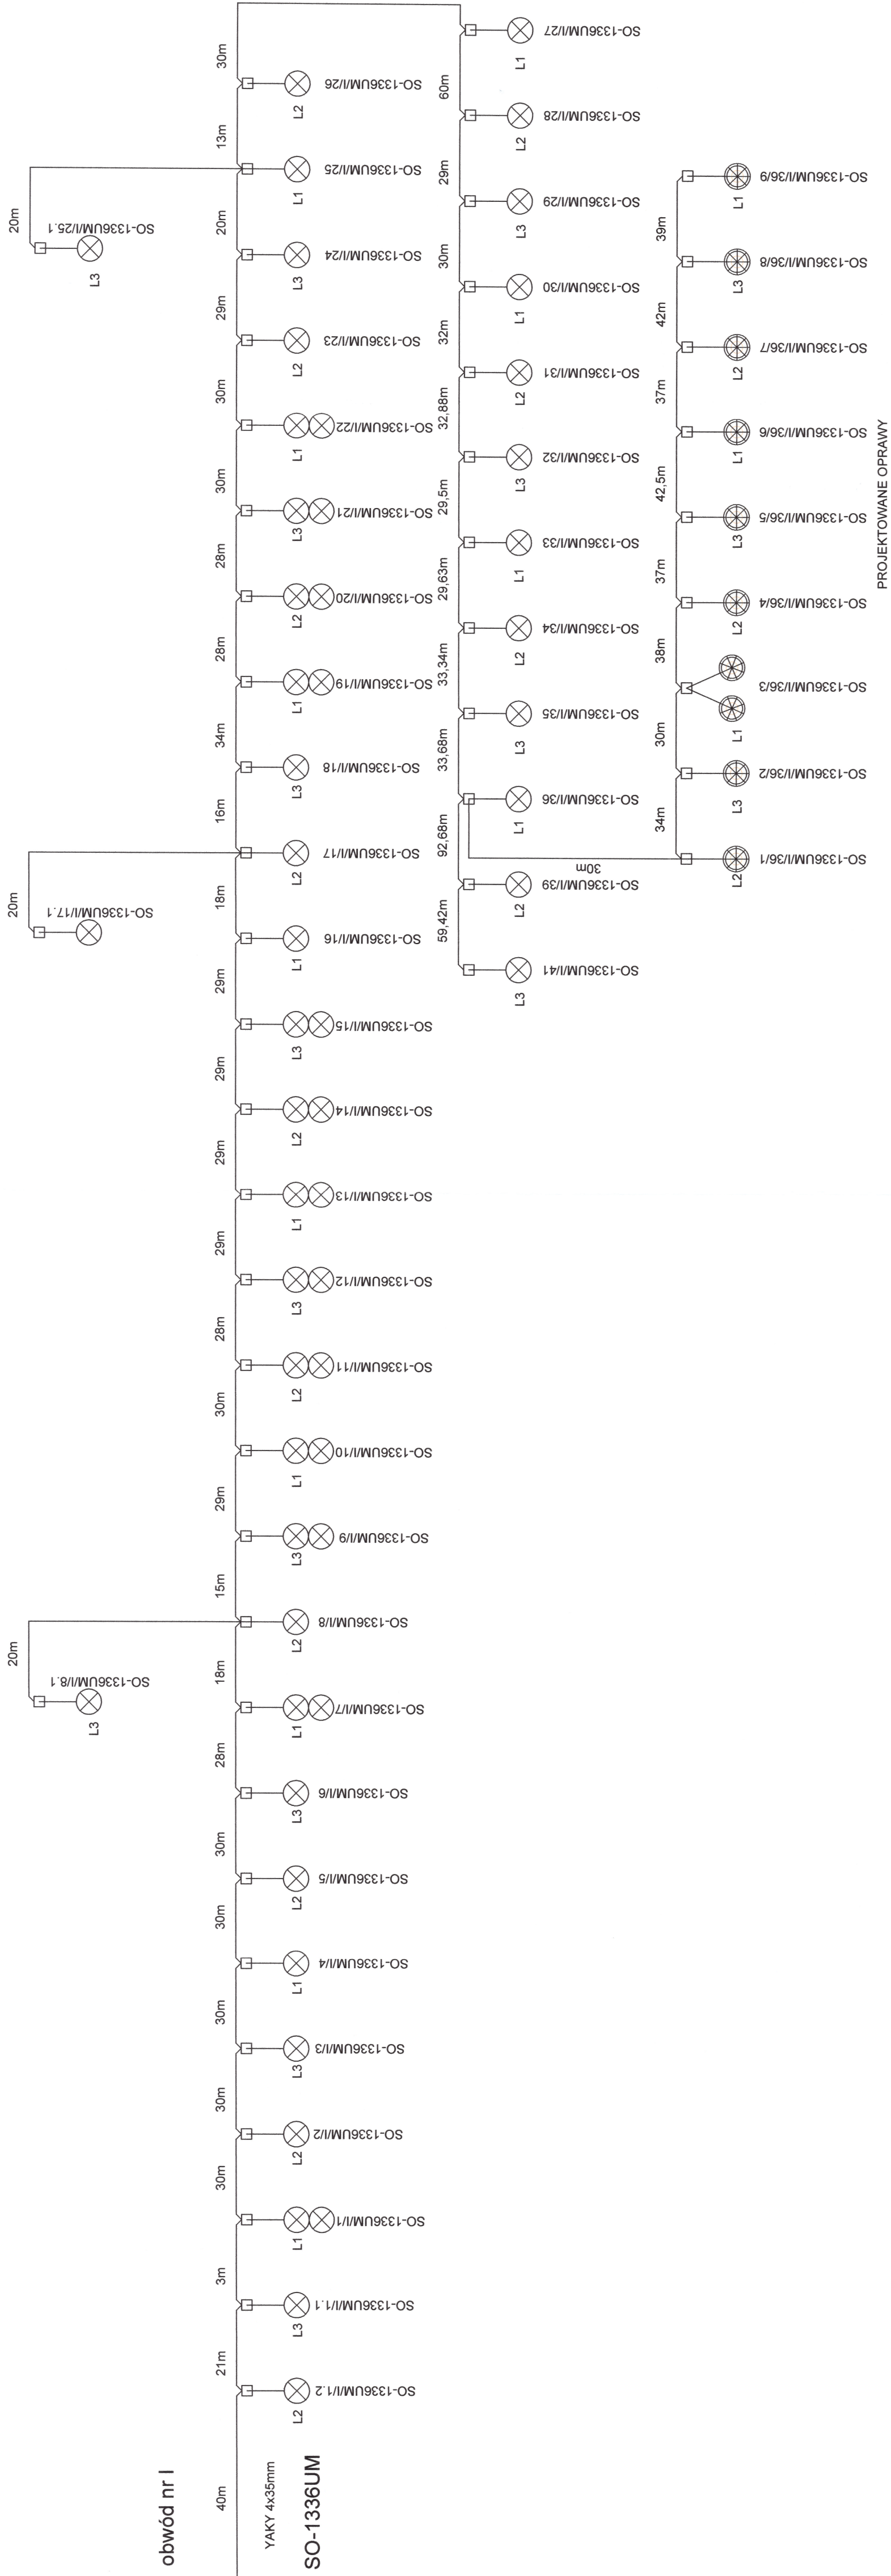 obwód nr I
40m
YAKY 4x35mm
SO-1336UM
L2
SO-1336UM/I/1.2
21m
L3
SO-1336UM/I/1.1
3m
L1
SO-1336UM/I/1
30m
L2
SO-1336UM/I/2
30m
L3
SO-1336UM/I/3
30m
L1
SO-1336UM/I/4
30m
L2
SO-1336UM/I/5
30m
L3
SO-1336UM/I/6
28m
L1
SO-1336UM/I/7
18m
L2
SO-1336UM/I/8
20m
L3
SO-1336UM/I/8.1
15m
L3
SO-1336UM/I/9
29m
L1
SO-1336UM/I/10
30m
L2
SO-1336UM/I/11
28m
L3
SO-1336UM/I/12
29m
L1
SO-1336UM/I/13
29m
L2
SO-1336UM/I/14
29m
L3
SO-1336UM/I/15
29m
L1
SO-1336UM/I/16
18m
L2
SO-1336UM/I/17
20m
SO-1336UM/I/17.1
16m
L3
SO-1336UM/I/18
34m
L1
SO-1336UM/I/19
28m
L2
SO-1336UM/I/20
28m
L3
SO-1336UM/I/21
30m
L1
SO-1336UM/I/22
30m
L2
SO-1336UM/I/23
29m
L3
SO-1336UM/I/24
20m
L1
SO-1336UM/I/25
20m
L3
SO-1336UM/I/25.1
13m
L2
SO-1336UM/I/26
30m
L1
SO-1336UM/I/27
60m
L2
SO-1336UM/I/28
29m
L3
SO-1336UM/I/29
30m
L1
SO-1336UM/I/30
32m
L2
SO-1336UM/I/31
32,88m
L3
SO-1336UM/I/32
29,5m
L1
SO-1336UM/I/33
29,63m
L2
SO-1336UM/I/34
33,34m
L3
SO-1336UM/I/35
33,68m
L1
SO-1336UM/I/36
92,68m
L2
SO-1336UM/I/39
59,42m
L3
SO-1336UM/I/41
30m
L2
SO-1336UM/I/36/1
34m
L3
SO-1336UM/I/36/2
30m
L1
SO-1336UM/I/36/3
38m
L2
SO-1336UM/I/36/4
37m
L3
SO-1336UM/I/36/5
42,5m
L1
SO-1336UM/I/36/6
37m
L2
SO-1336UM/I/36/7
42m
L3
SO-1336UM/I/36/8
39m
L1
SO-1336UM/I/36/9
PROJEKTOWANE OPRAWY